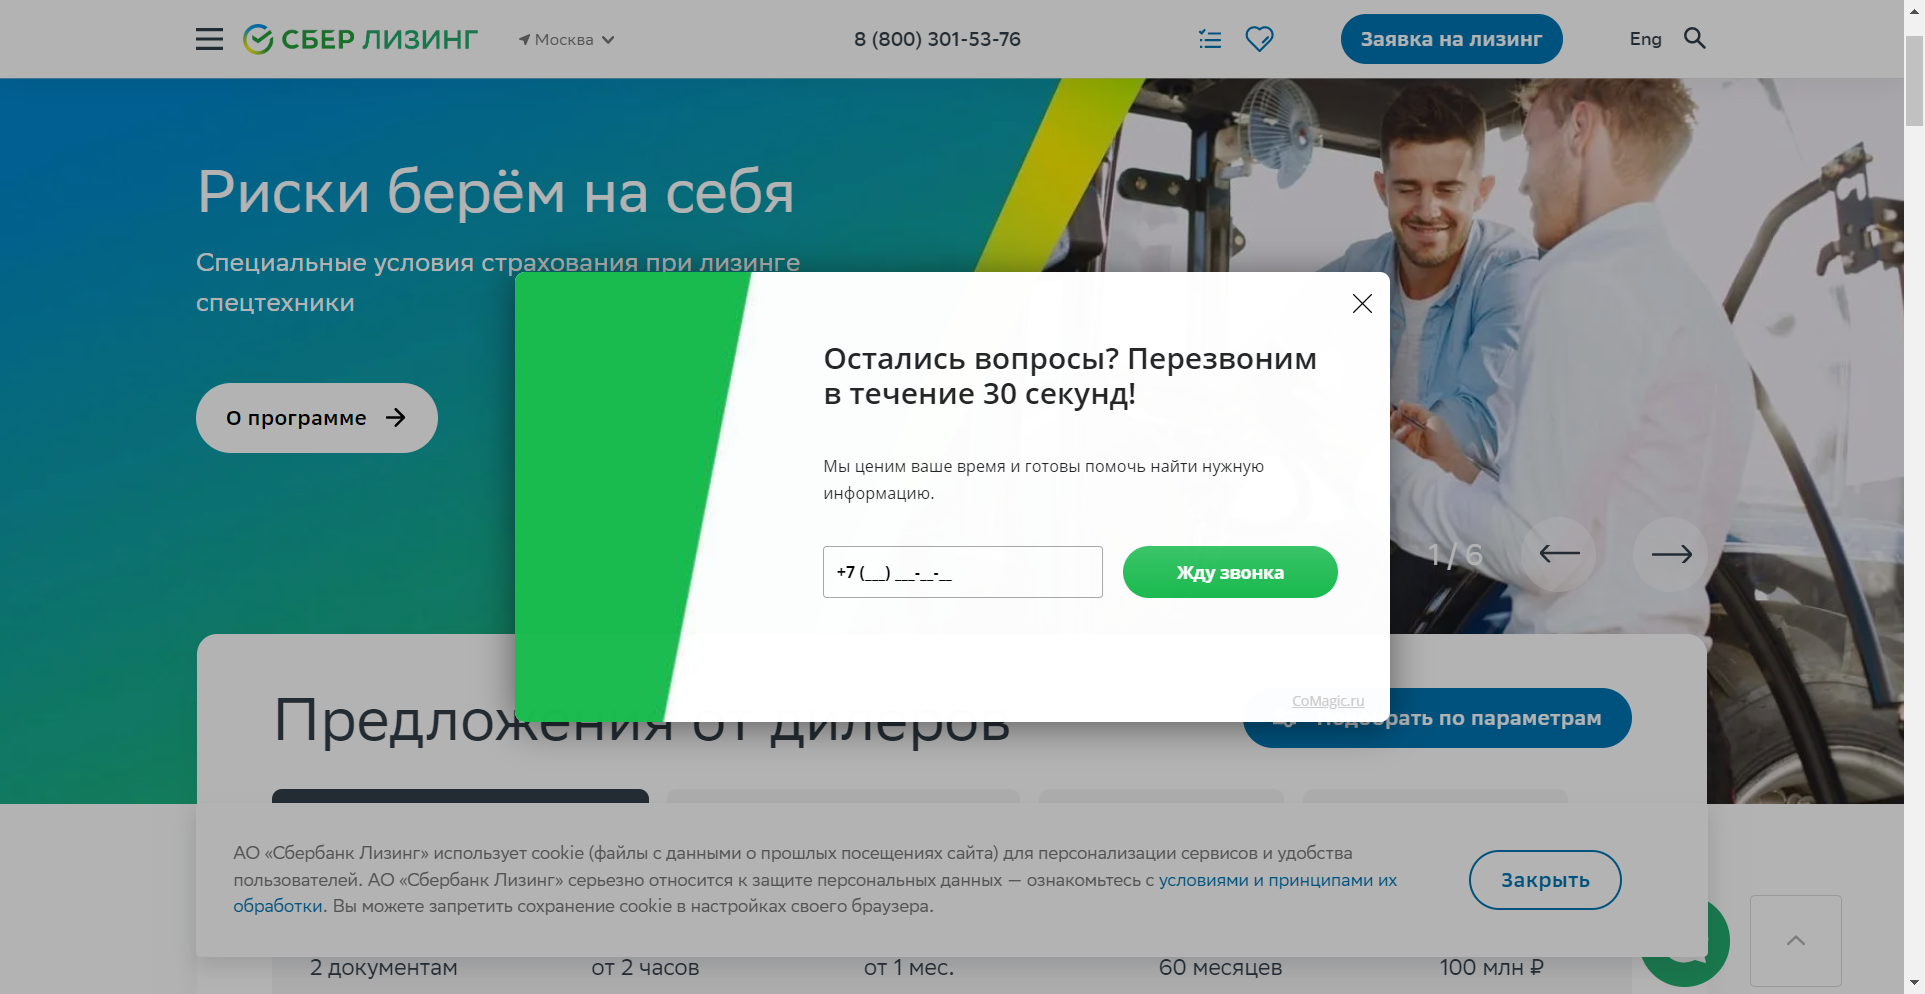 СБЕР ЛИЗИНГ
Москва
8 (800) 301-53-76
Заявка на лизинг
Eng
Риски берём на себя
Специальные условия страхования при лизинге
спецтехники
О программе
Остались вопросы? Перезвоним
в течение 30 секунд!
Мы ценим ваше время и готовы помочь найти нужную
информацию.
+7 (___) ___-__-__
Жду звонка
CoMagic.ru
1 / 6
Предложения от дилеров
Подобрать по параметрам
АО «Сбербанк Лизинг» использует cookie (файлы с данными о прошлых посещениях сайта) для персонализации сервисов и удобства
пользователей. АО «Сбербанк Лизинг» серьезно относится к защите персональных данных — ознакомьтесь с условиями и принципами их
обработки. Вы можете запретить сохранение cookie в настройках своего браузера.
Закрыть
2 документам
от 2 часов
от 1 мес.
60 месяцев
100 млн ₽